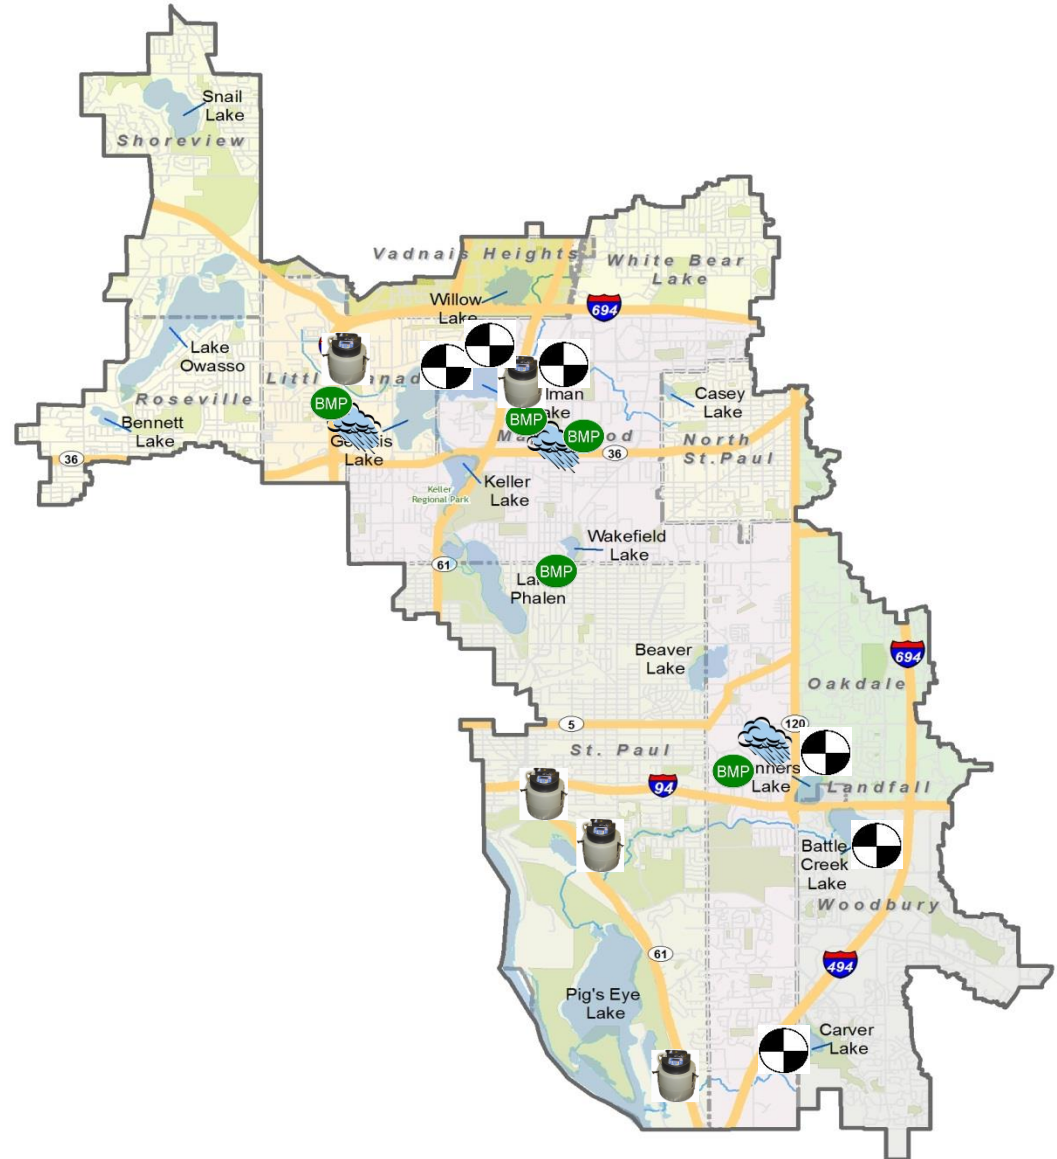 Snail
Lake
Shoreview
Vadnais Heights
White Bear
Lake
Willow
Lake
694
Lake
Owasso
Roseville
Bennett
Lake
36
BMP
Lake
BMP
BMP
36
Casey
Lake
North
St. Paul
Keller
Lake
Keller
Regional Park
Wakefield
Lake
61
BMP
Phalen
Beaver
Lake
694
Oakdale
5
120
St. Paul
BMP
Lake
94
Landfall
Battle
Creek
Lake
Woodbury
61
494
Pig's Eye
Lake
Carver
Lake